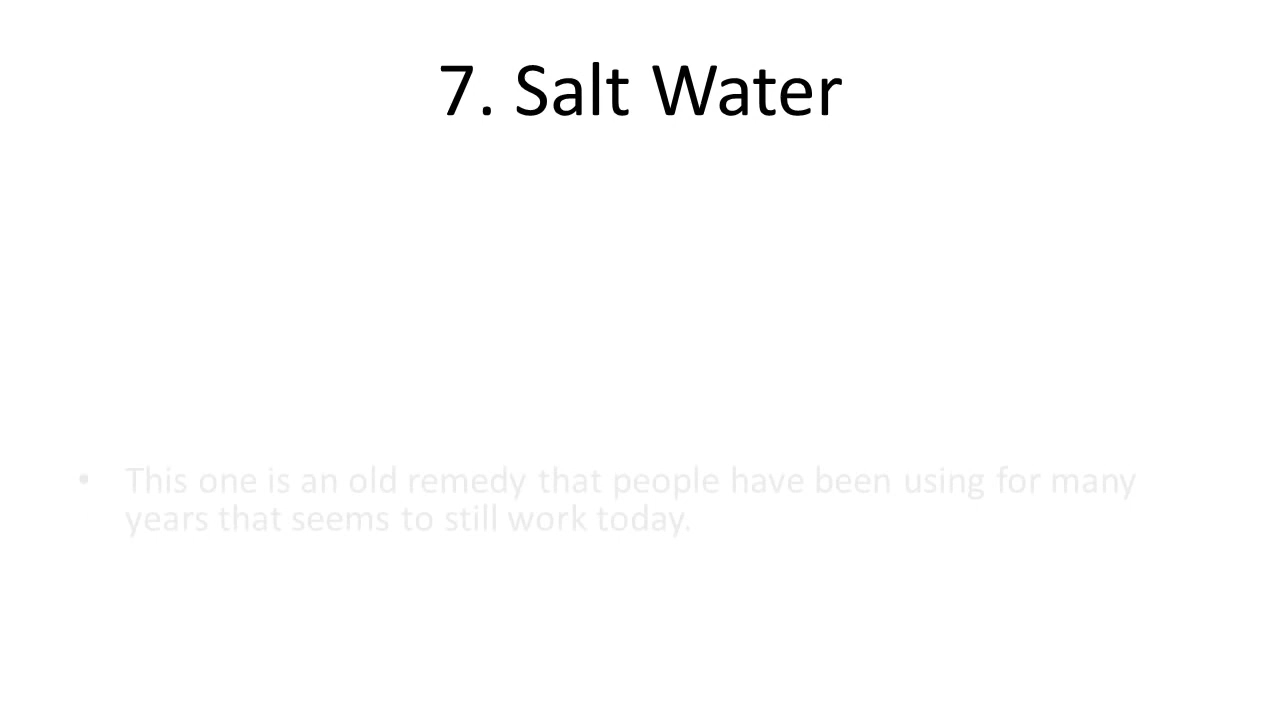 7. Salt Water
• This one is an old remedy that people have been using for many
years that seems to still work today.